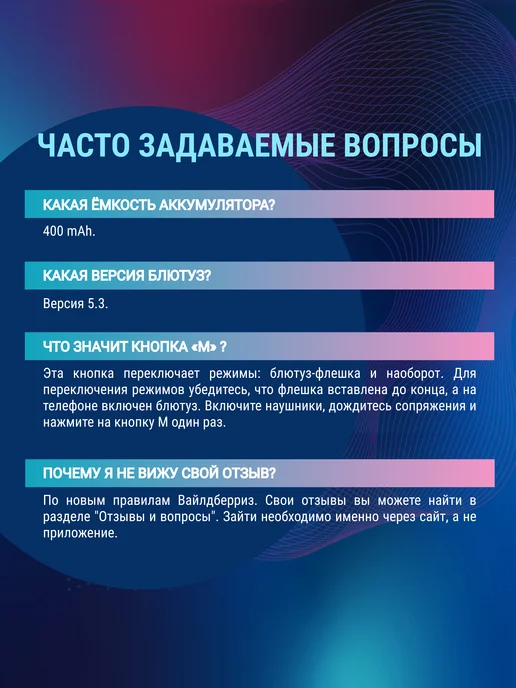 ЧАСТО ЗАДАВАЕМЫЕ ВОПРОСЫ
КАКАЯ ЁМКОСТЬ АККУМУЛЯТОРА?
400 mAh.
КАКАЯ ВЕРСИЯ БЛЮТУЗ?
Версия 5.3.
ЧТО ЗНАЧИТ КНОПКА «М» ?
Эта кнопка переключает режимы: блютуз-флешка и наоборот. Для
переключения режимов убедитесь, что флешка вставлена до конца, а на
телефоне включен блютуз. Включите наушники, дождитесь сопряжения и
нажмите на кнопку М один раз.
ПОЧЕМУ Я НЕ ВИЖУ СВОЙ ОТЗЫВ?
По новым правилам Вайлдберриз. Свои отзывы вы можете найти в
разделе "Отзывы и вопросы". Зайти необходимо именно через сайт, а не
приложение.